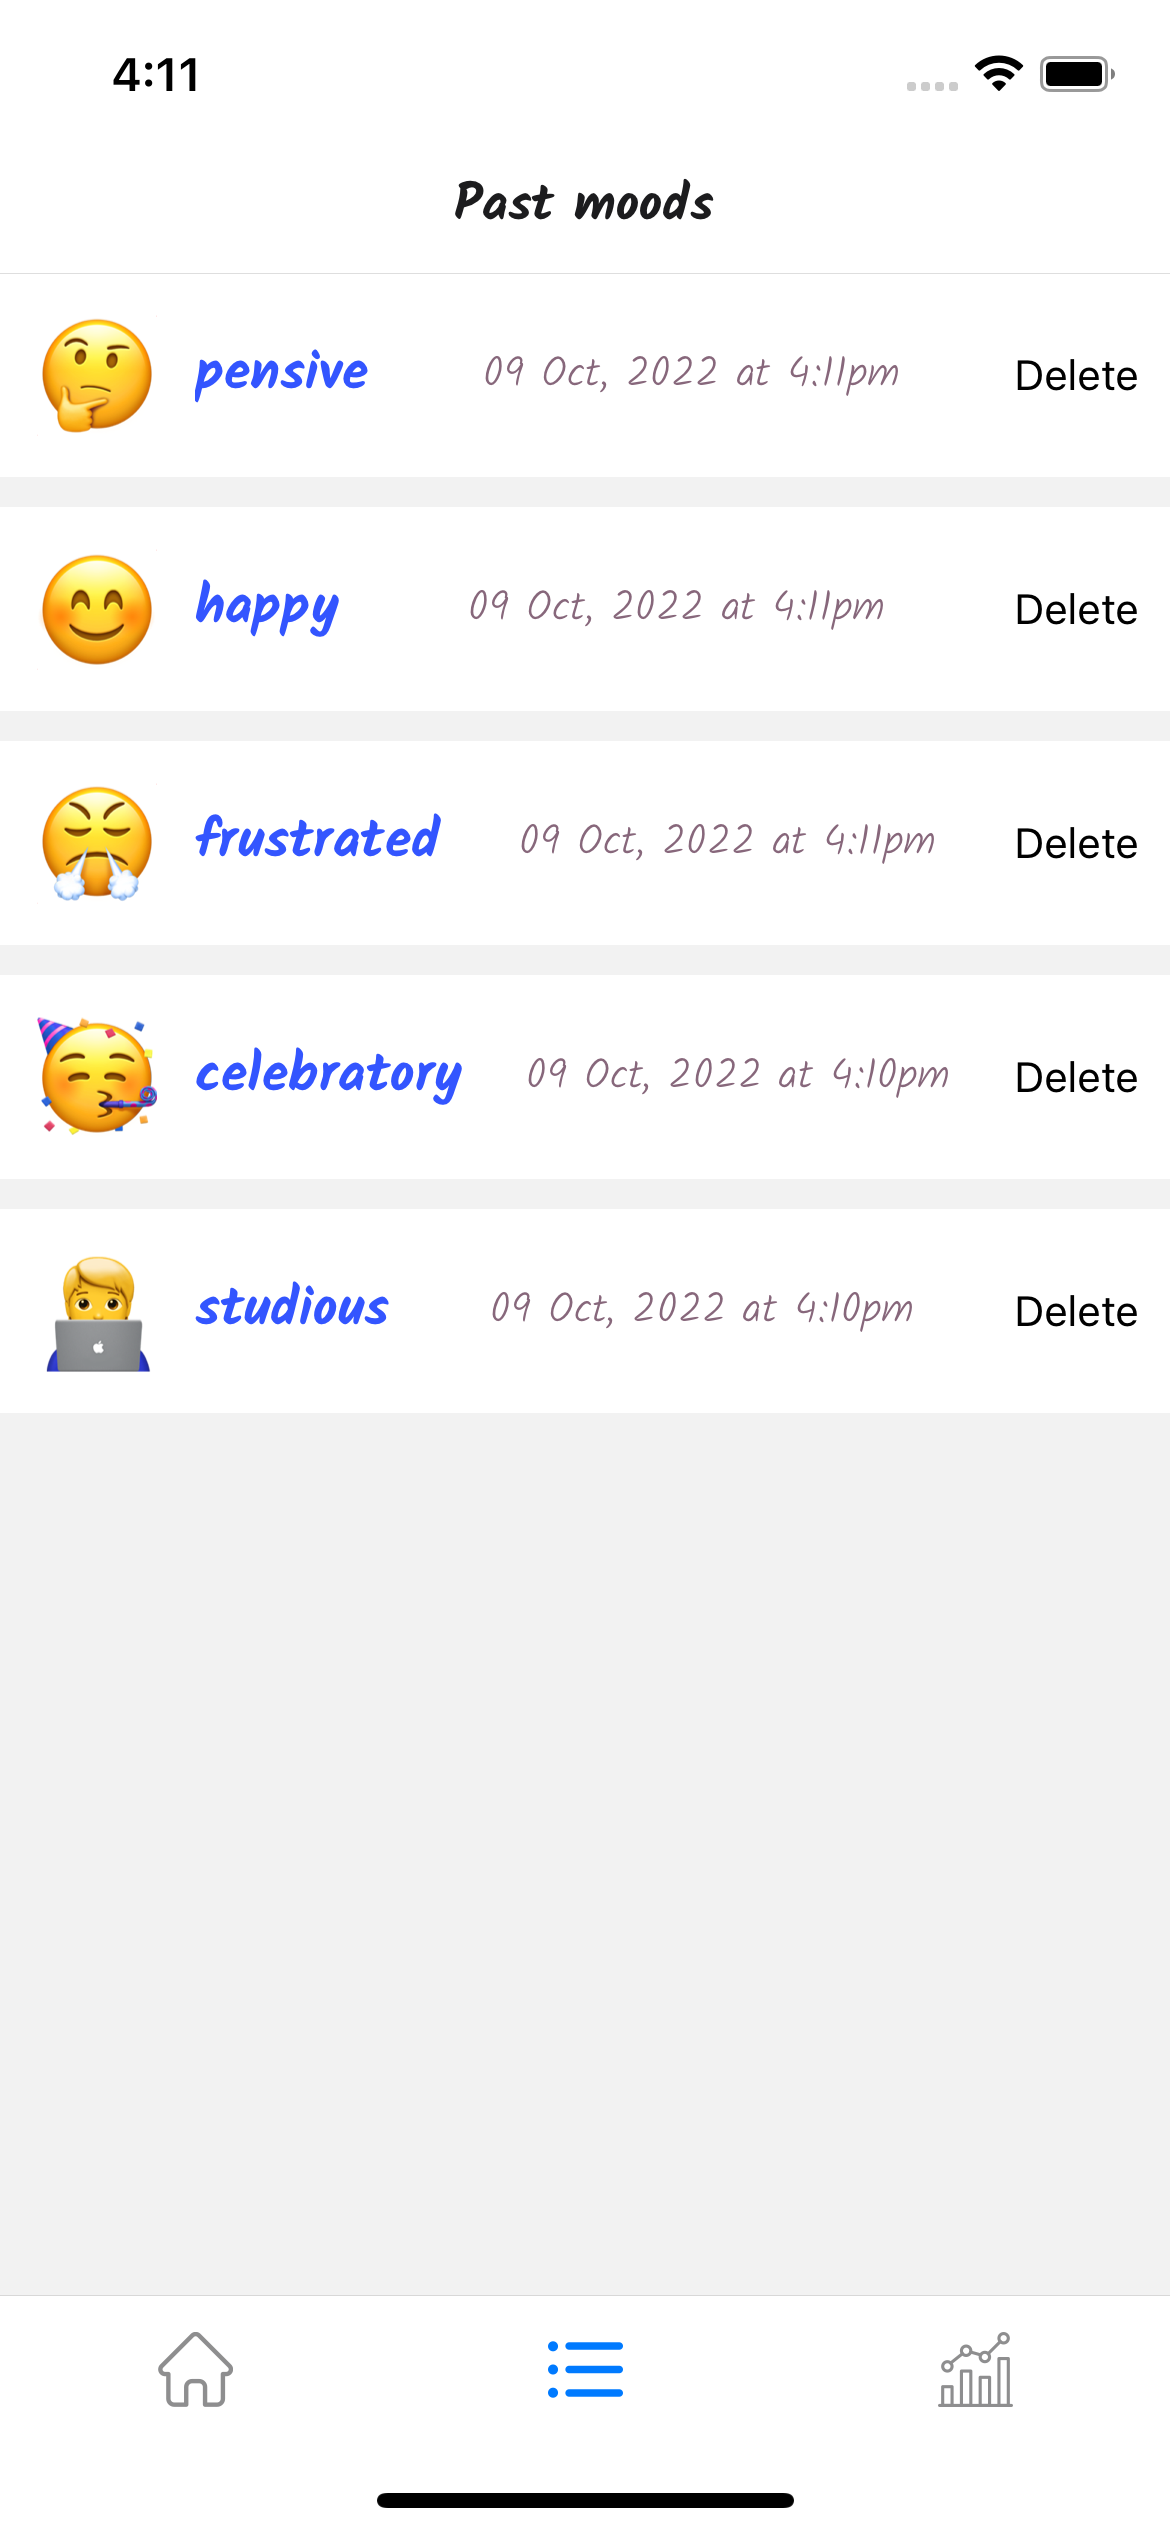 4:11
Past moods
pensive 09 Oct, 2022 at 4:11pm Delete
happy 09 Oct, 2022 at 4:11pm Delete
frustrated 09 Oct, 2022 at 4:11pm Delete
celebratory 09 Oct, 2022 at 4:10pm Delete
studious 09 Oct, 2022 at 4:10pm Delete